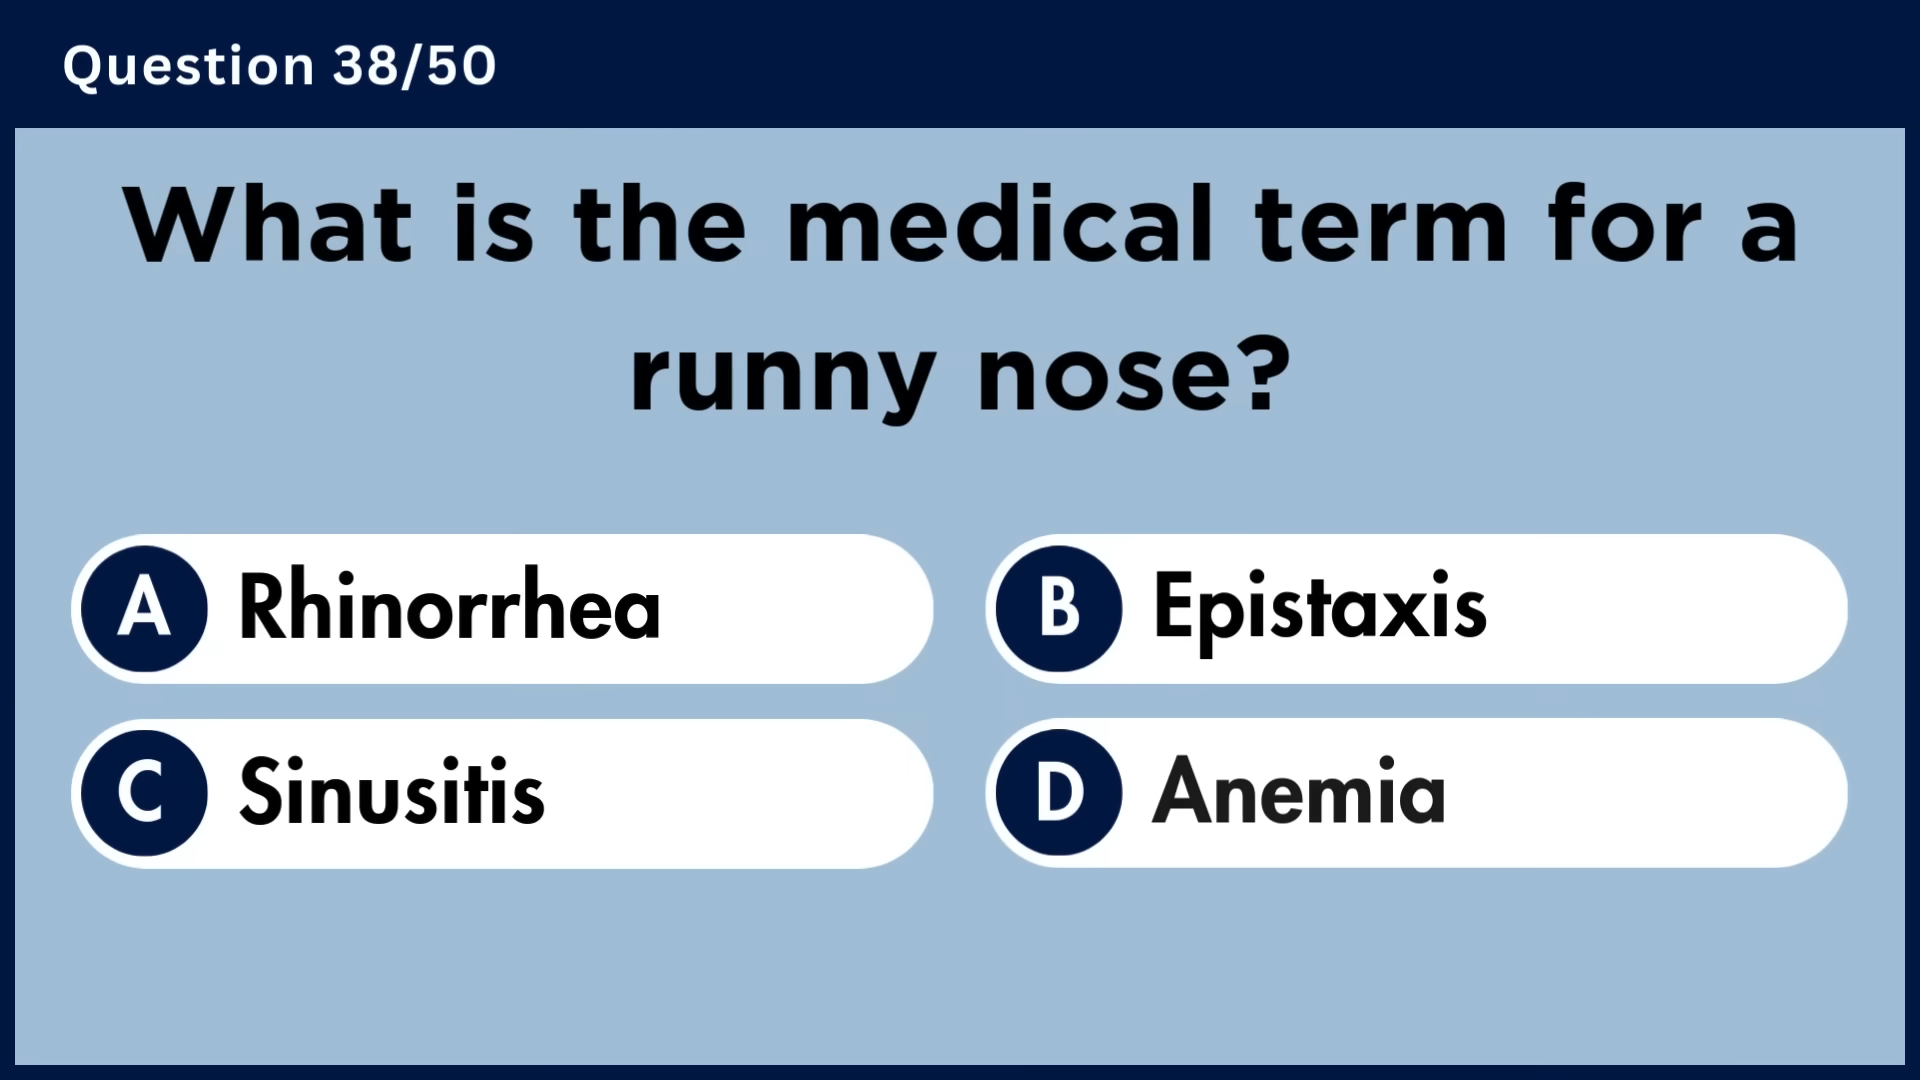 Question 38/50
What is the medical term for a
runny nose?
A Rhinorrhea
B Epistaxis
C Sinusitis
D Anemia